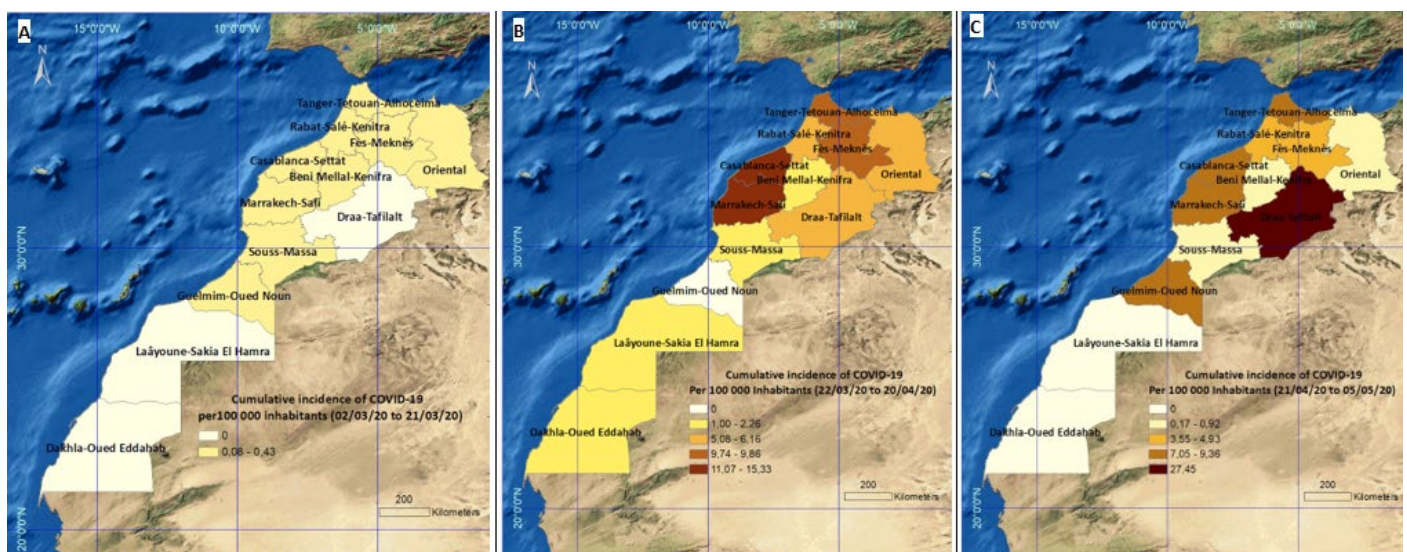 A
15°0'0"W
10°0'0"W
5°0'0"W
N
Tanger-Tetouan-Alhoceima
Rabat-Salé-Kenitra
Fès-Meknès
Casablanca-Settat
Beni Mellal-Kenifra
Oriental
Marrakech-Safi
Draa-Tafilalt
30°0'0"N
Souss-Massa
Guelmim-Oued Noun
Laâyoune-Sakia El Hamra
Cumulative incidence of COVID-19
per100 000 inhabitants (02/03/20 to 21/03/20)
0
0,08 - 0,43
Dakhla-Oued Eddahab
200
Kilometers
20°0'0"N
B
15°0'0"W
10°0'0"W
5°0'0"W
N
Tanger-Tetouan-Alhoceima
Rabat-Salé-Kenitra
Fès-Meknès
Casablanca-Settat
Beni Mellal-Kenifra
Oriental
Marrakech-Safi
Draa-Tafilalt
30°0'0"N
Souss-Massa
Guelmim-Oued Noun
Laâyoune-Sakia El Hamra
Cumulative incidence of COVID-19
Per 100 000 Inhabitants (22/03/20 to 20/04/20)
0
1,00 - 2,26
5,08 - 6,16
9,74 - 9,86
11,07 - 15,33
Dakhla-Oued Eddahab
200
Kilometers
20°0'0"N
C
15°0'0"W
10°0'0"W
5°0'0"W
N
Tanger-Tetouan-Alhoceima
Rabat-Salé-Kenitra
Fès-Meknès
Casablanca-Settat
Beni Mellal-Kenifra
Oriental
Marrakech-Safi
Draa-Tafilalt
30°0'0"N
Souss-Massa
Guelmim-Oued Noun
Laâyoune-Sakia El Hamra
Cumulative incidence of COVID-19
Per 100 000 Inhabitants (21/04/20 to 05/05/20)
0
0,17 - 0,92
3,55 - 4,93
7,05 - 9,36
27,45
Dakhla-Oued Eddahab
200
Kilometers
20°0'0"N